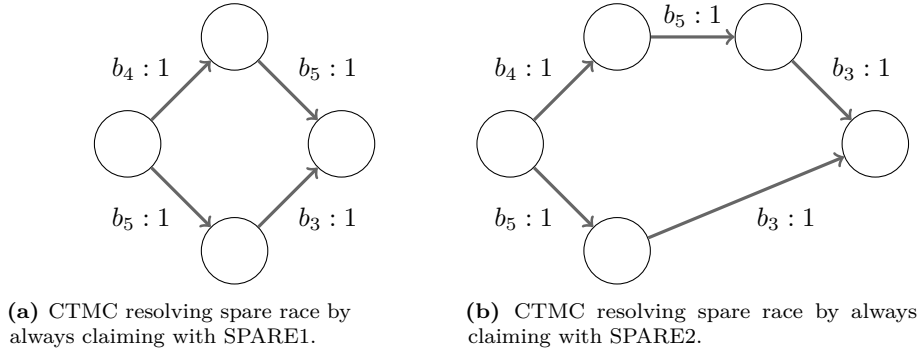 b5 : 1
b4 : 1
b5 : 1
b4 : 1
b3 : 1
b5 : 1
b3 : 1
b5 : 1
b3 : 1
(a) CTMC resolving spare race by
always claiming with SPARE1.
(b) CTMC resolving spare race by always
claiming with SPARE2.